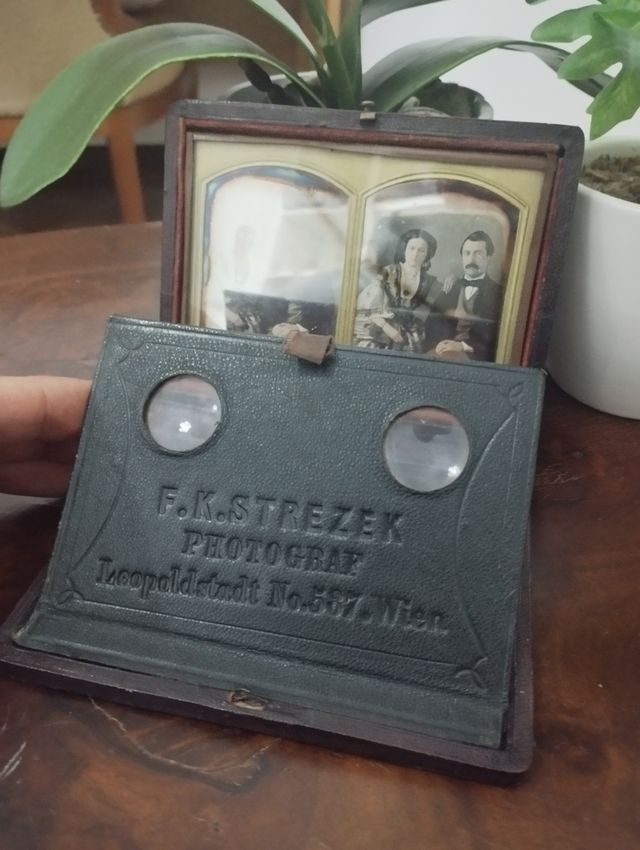 F.K.STREZEK
PHOTOGRAF
Leopoldstadt No.587, Wien.